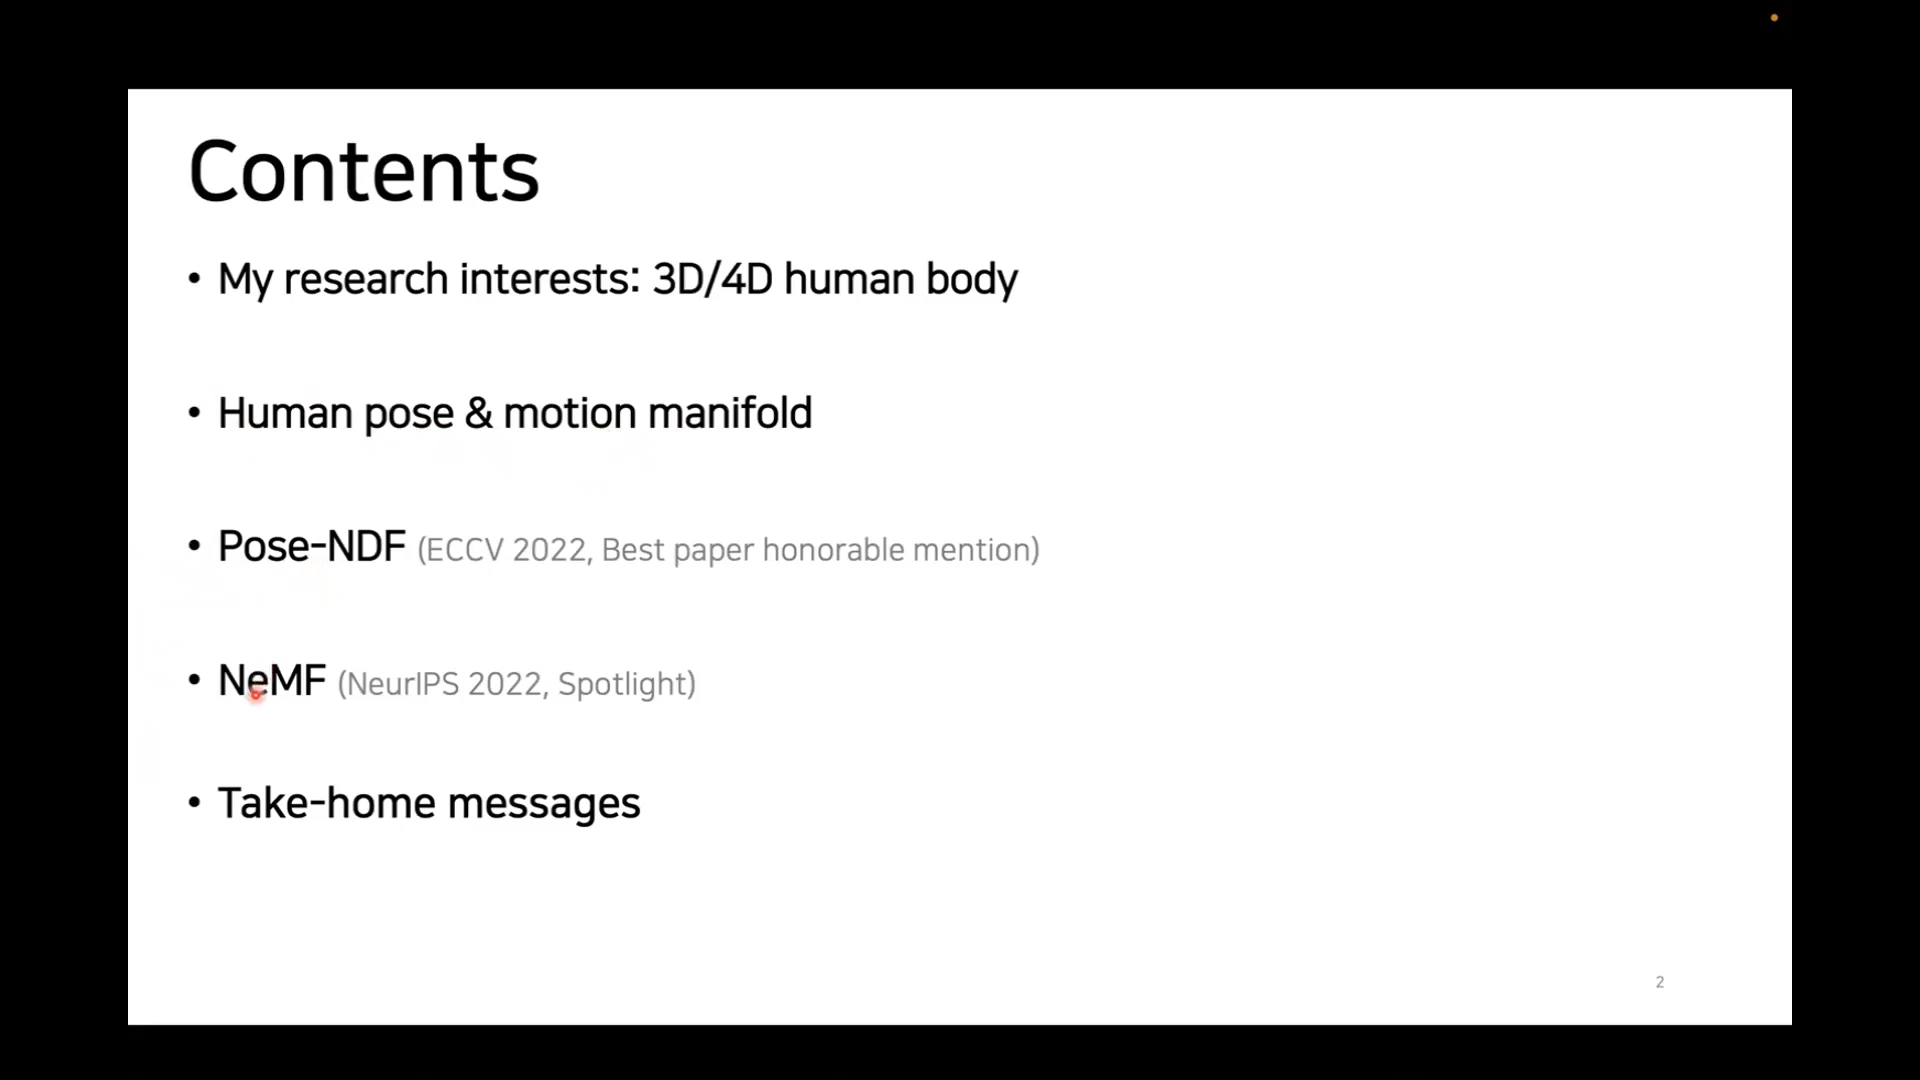 Contents
• My research interests: 3D/4D human body
• Human pose & motion manifold
• Pose-NDF (ECCV 2022, Best paper honorable mention)
• NeMF (NeurIPS 2022, Spotlight)
• Take-home messages
2